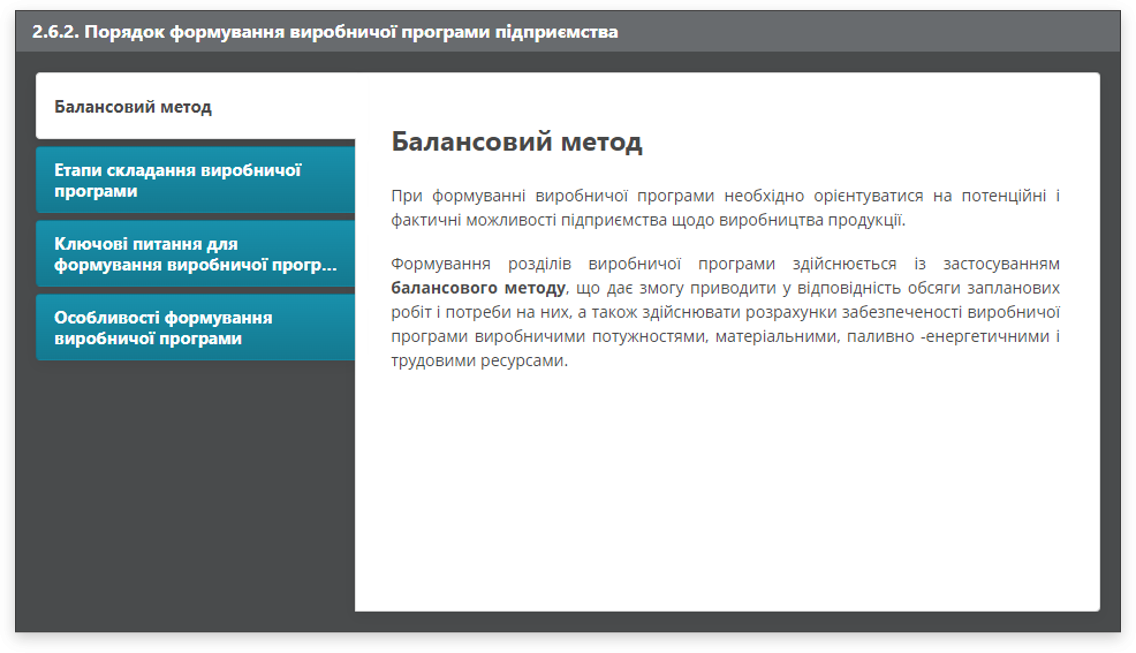 2.6.2. Порядок формування виробничої програми підприємства
Балансовий метод
Етапи складання виробничої
програми
Ключові питання для
формування виробничої прогр...
Особливості формування
виробничої програми
Балансовий метод
При формуванні виробничої програми необхідно орієнтуватися на потенційні і
фактичні можливості підприємства щодо виробництва продукції.
Формування розділів виробничої програми здійснюється із застосуванням
балансового методу, що дає змогу приводити у відповідність обсяги запланових
робіт і потреби на них, а також здійснювати розрахунки забезпеченості виробничої
програми виробничими потужностями, матеріальними, паливно -енергетичними і
трудовими ресурсами.